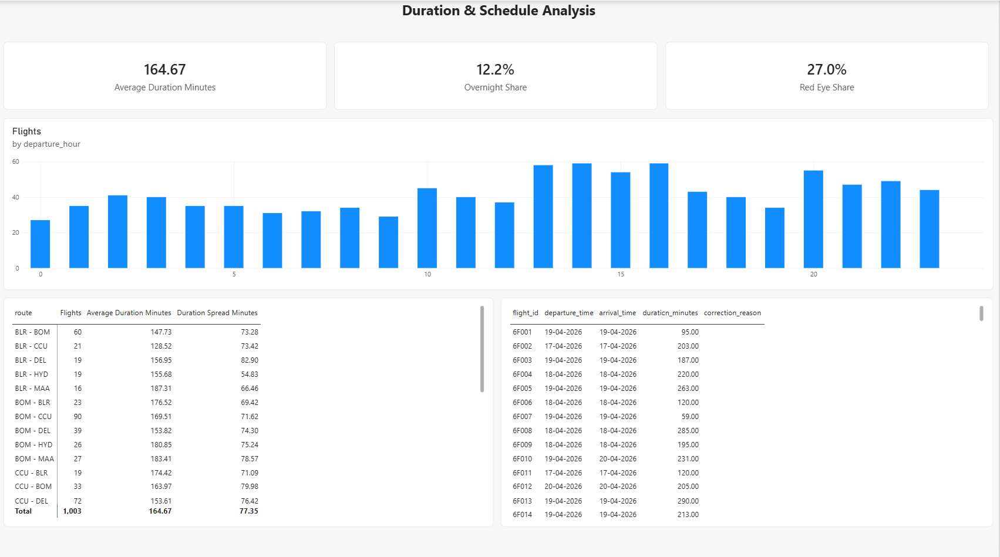 Duration & Schedule Analysis
164.67
Average Duration Minutes
12.2%
Overnight Share
27.0%
Red Eye Share
Flights
by departure_hour
60
40
20
0
0 5 10 15 20
route Flights Average Duration Minutes Duration Spread Minutes
BLR - BOM 60 147.73 73.28
BLR - CCU 21 128.52 73.42
BLR - DEL 19 156.95 82.90
BLR - HYD 19 155.68 54.83
BLR - MAA 16 187.31 66.46
BOM - BLR 23 176.52 69.42
BOM - CCU 90 169.51 71.62
BOM - DEL 39 153.82 74.30
BOM - HYD 26 180.85 75.24
BOM - MAA 27 183.41 78.57
CCU - BLR 19 174.42 71.09
CCU - BOM 33 163.97 79.98
CCU - DEL 72 153.61 76.42
Total 1,003 164.67 77.35
flight_id departure_time arrival_time duration_minutes correction_reason
6F001 19-04-2026 19-04-2026 95.00
6F002 17-04-2026 17-04-2026 203.00
6F003 19-04-2026 19-04-2026 187.00
6F004 18-04-2026 18-04-2026 220.00
6F005 19-04-2026 19-04-2026 263.00
6F006 18-04-2026 18-04-2026 120.00
6F007 19-04-2026 19-04-2026 59.00
6F008 18-04-2026 18-04-2026 285.00
6F009 18-04-2026 18-04-2026 195.00
6F010 19-04-2026 20-04-2026 231.00
6F011 17-04-2026 17-04-2026 120.00
6F012 20-04-2026 20-04-2026 205.00
6F013 19-04-2026 19-04-2026 290.00
6F014 19-04-2026 19-04-2026 213.00